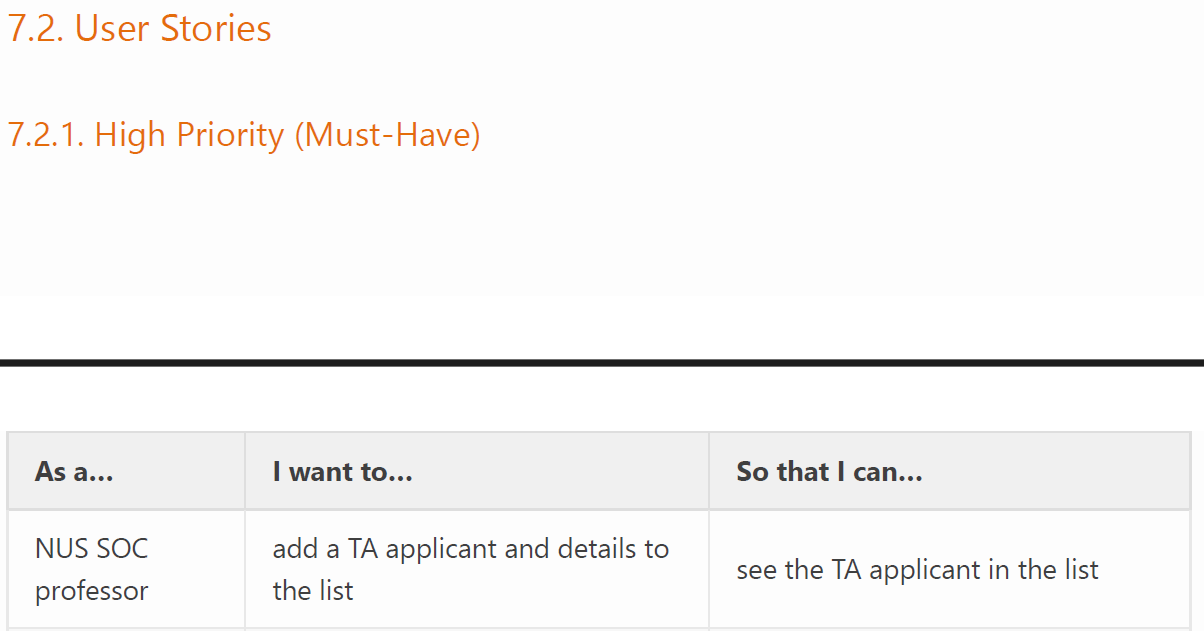 7.2. User Stories
7.2.1. High Priority (Must-Have)
As a… I want to… So that I can…
NUS SOC professor
add a TA applicant and details to
the list
see the TA applicant in the list